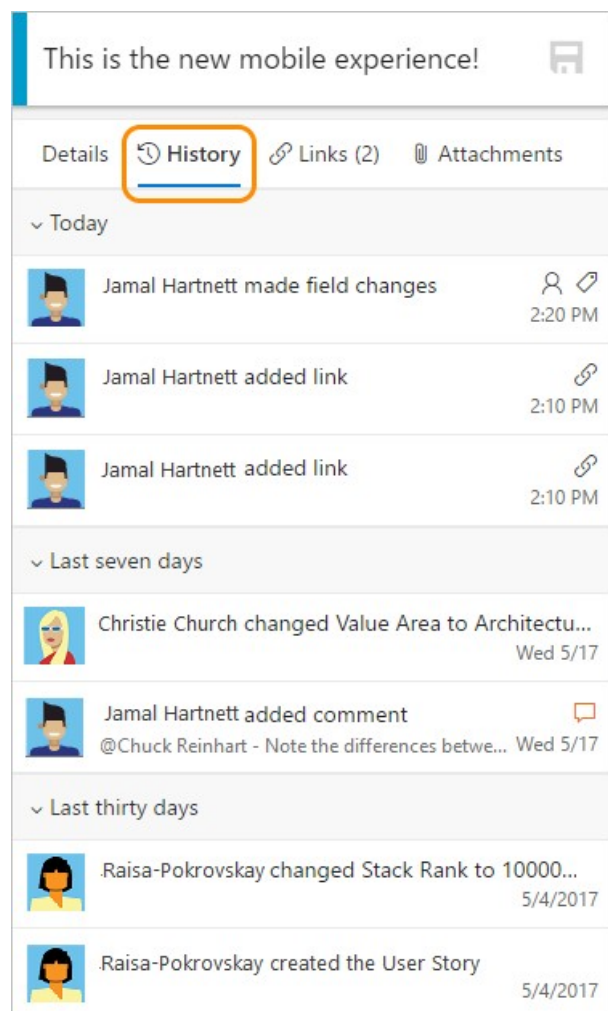 This is the new mobile experience!
Details History Links (2) Attachments
Today
Jamal Hartnett made field changes
2:20 PM
Jamal Hartnett added link
2:10 PM
Jamal Hartnett added link
2:10 PM
Last seven days
Christie Church changed Value Area to Architectu...
Wed 5/17
Jamal Hartnett added comment
@Chuck Reinhart - Note the differences betwe... Wed 5/17
Last thirty days
.Raisa-Pokrovskay changed Stack Rank to 10000...
5/4/2017
.Raisa-Pokrovskay created the User Story
5/4/2017